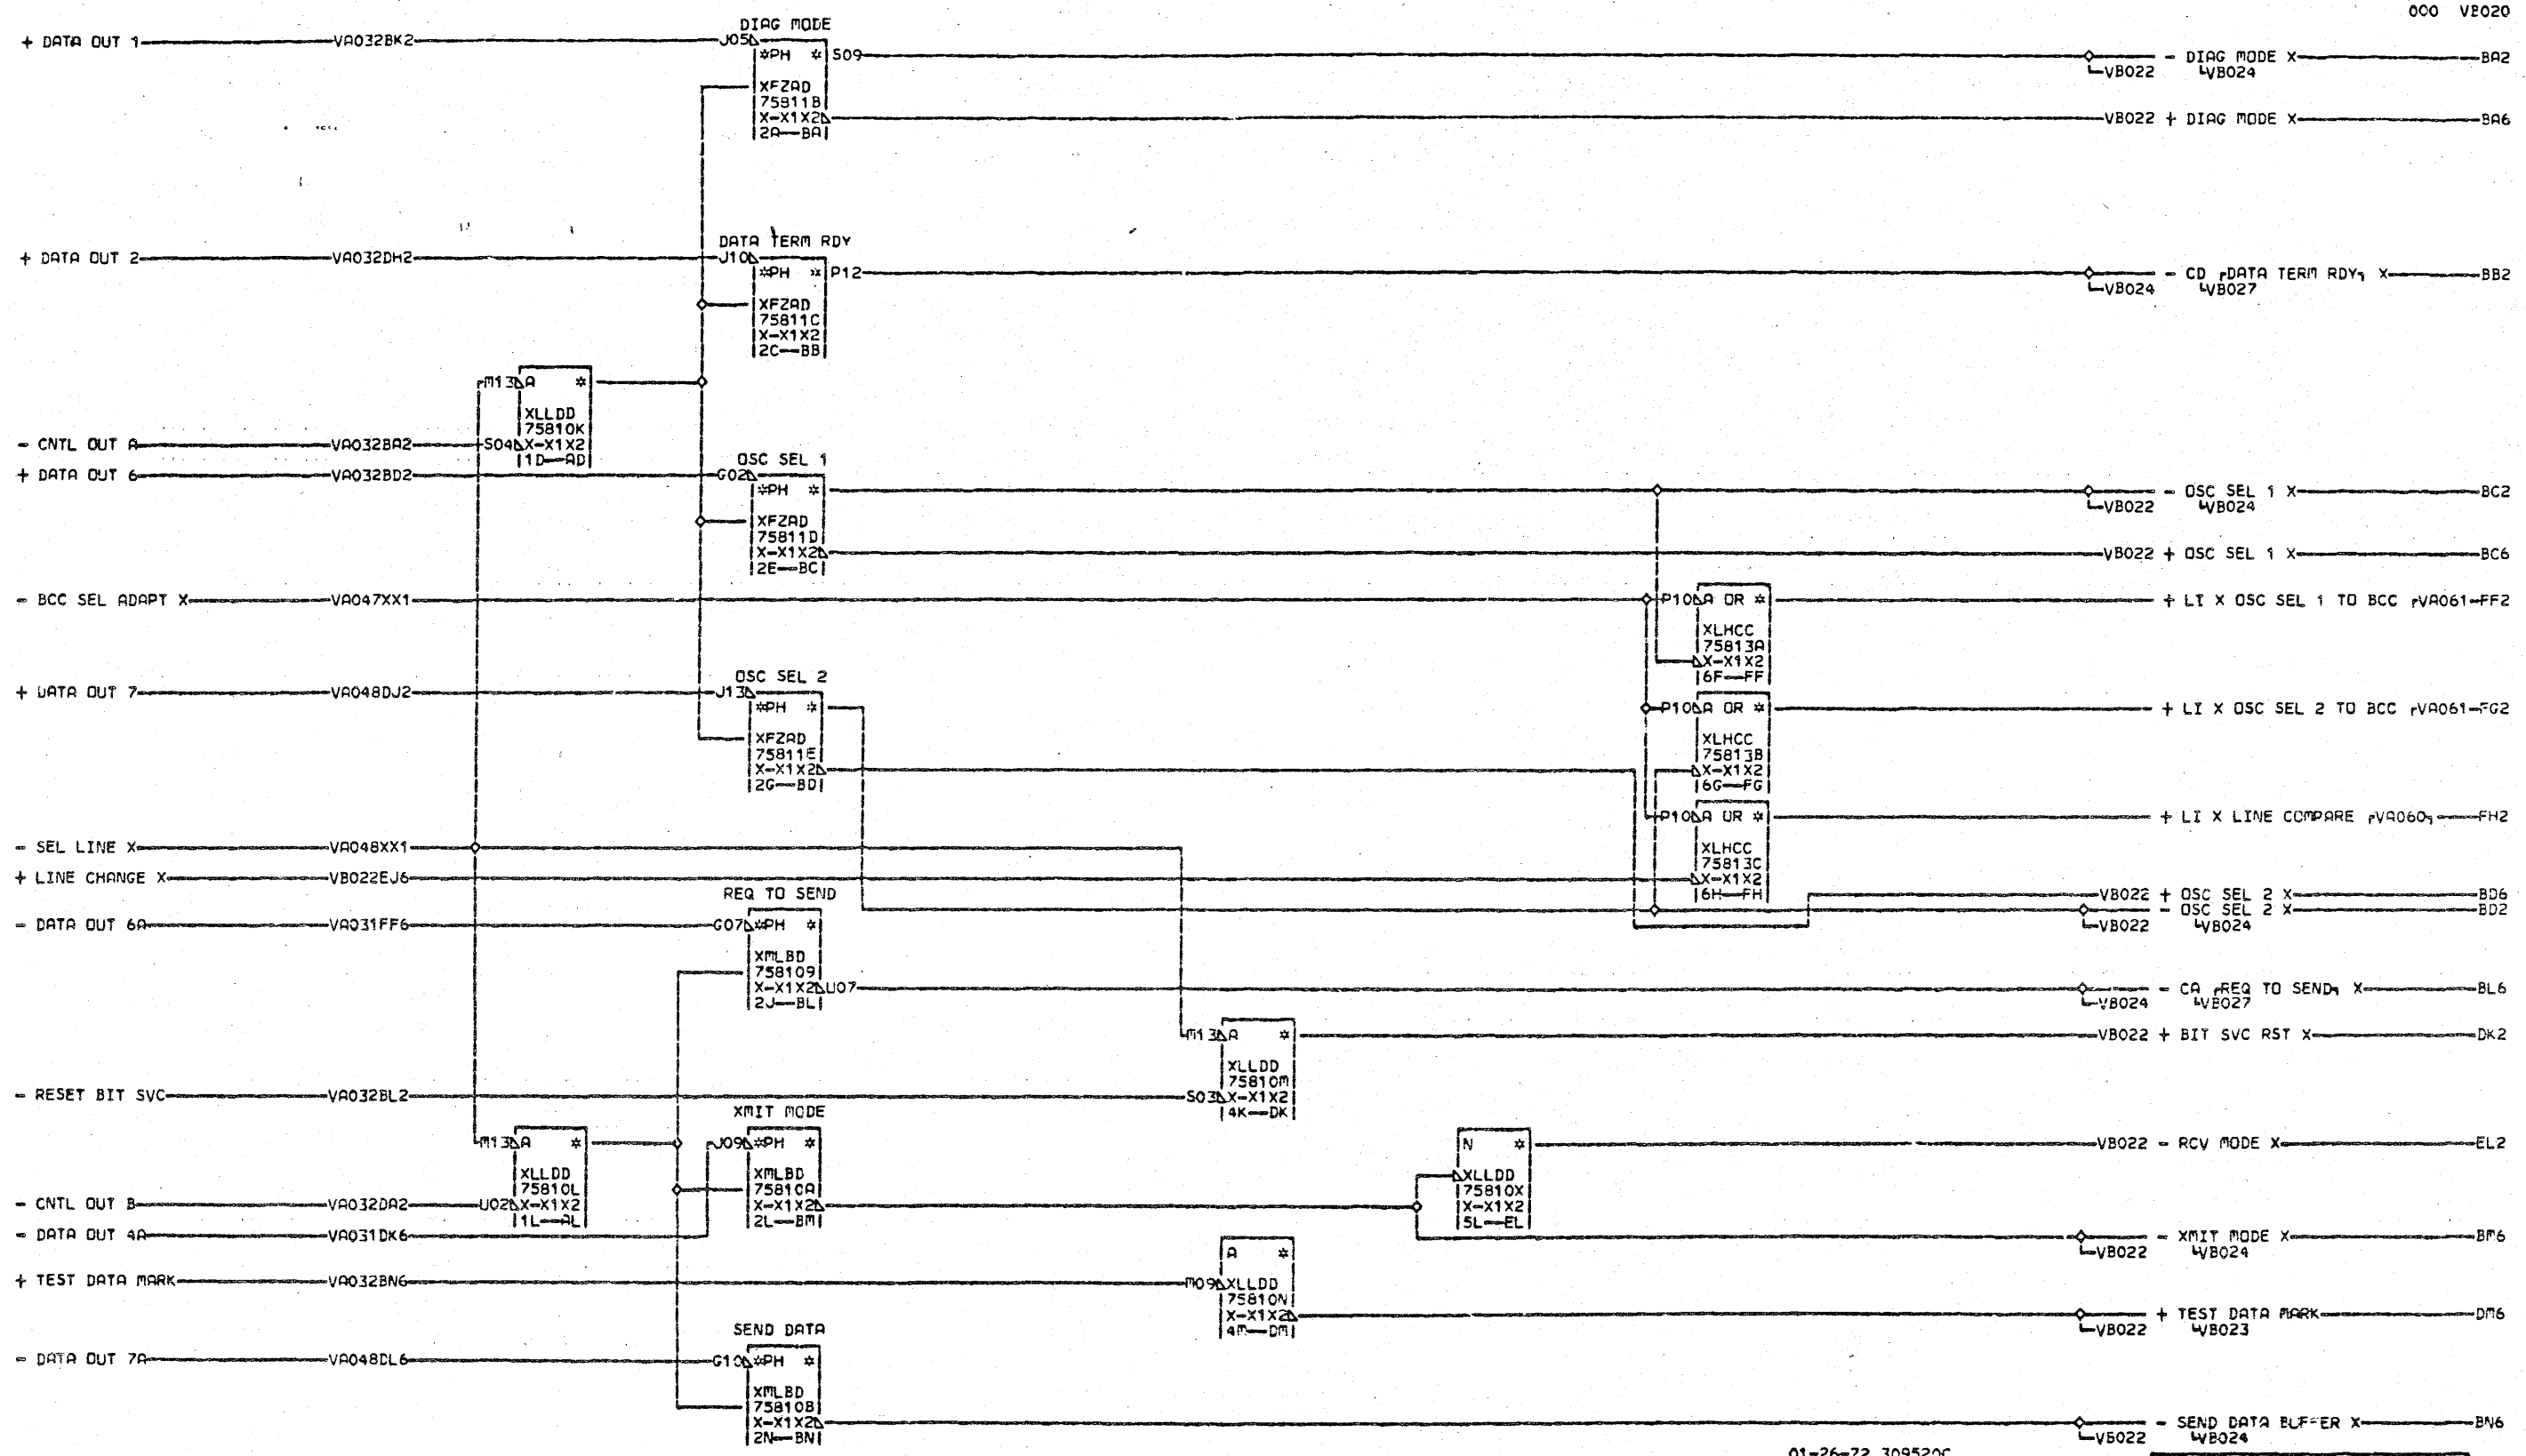 000 VB020
DIAG MODE
+ DATA OUT 1 VA032BK2 J05
*PH * S09 - DIAG MODE X BA2
VB022 VB024
XFZAD
75811B
X-X1X2 VB022 + DIAG MODE X BA6
2A BA
DATA TERM RDY
+ DATA OUT 2 VA032DH2 J10
*PH * P12 - CD DATA TERM RDY X BB2
VB024 VB027
XFZAD
75811C
X-X1X2
2C BB
M13 A *
XLLDD
75810K
- CNTL OUT A VA032BA2 S04 X-X1X2
1D AD
OSC SEL 1
+ DATA OUT 6 VA032BD2 G02
*PH * - OSC SEL 1 X BC2
VB022 VB024
XFZAD
75811D
X-X1X2 VB022 + OSC SEL 1 X BC6
2E BC
- BCC SEL ADAPT X VA047XX1 P10 A OR * + LI X OSC SEL 1 TO BCC VA061 FF2
XLHCC
75813A
X-X1X2
6F FF
OSC SEL 2
+ DATA OUT 7 VA048DJ2 J13
*PH * P10 A OR * + LI X OSC SEL 2 TO BCC VA061 FG2
XFZAD XLHCC
75811E 75813B
X-X1X2 X-X1X2
2G BD 6G FG
P10 A OR * + LI X LINE COMPARE VA060 FH2
- SEL LINE X VA048XX1 XLHCC
75813C
+ LINE CHANGE X VB022EJ6 X-X1X2
6H FH
REQ TO SEND VB022 + OSC SEL 2 X BD6
- OSC SEL 2 X BD2
- DATA OUT 6A VA031FF6 G07 *PH * VB022 VB024
XMLBD
758109
X-X1X2 U07 - CA REQ TO SEND X BL6
2J BL VB024 VB027
M13 A * VB022 + BIT SVC RST X DK2
XLLDD
75810M
- RESET BIT SVC VA032BL2 S03 X-X1X2
4K DK
XMIT MODE
M13 A * J09 *PH * N * VB022 - RCV MODE X EL2
XLLDD XMLBD XLLDD
75810L 75810A 75810X
- CNTL OUT B VA032DA2 U02 X-X1X2 X-X1X2 X-X1X2
1L AL 2L BM 5L EL
- DATA OUT 4A VA031DK6 - XMIT MODE X BM6
VB022 VB024
A *
+ TEST DATA MARK VA032BN6 M09 XLLDD
75810N
X-X1X2 + TEST DATA MARK DM6
4M DM VB022 VB023
SEND DATA
- DATA OUT 7A VA048DL6 G10 *PH *
XMLBD
75810B
X-X1X2 - SEND DATA BUFFER X BN6
2N BN VB022 VB024
01-26-72 309520C